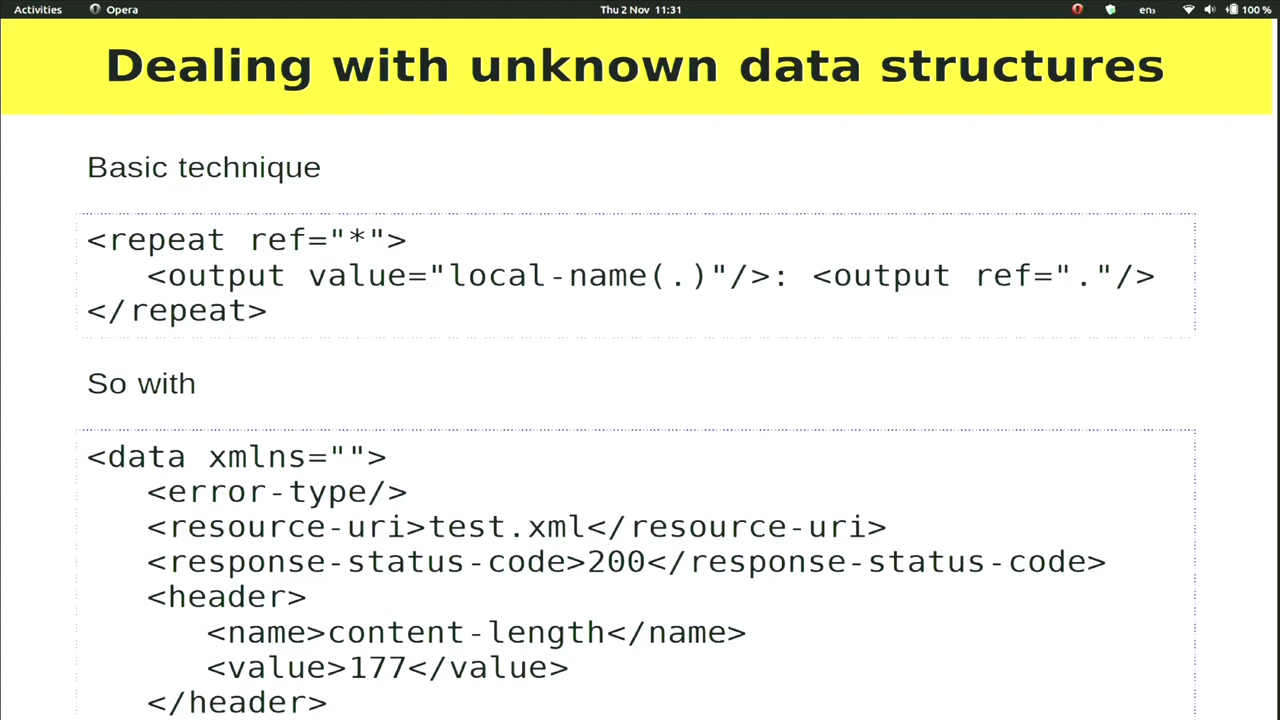 Activities Opera Thu 2 Nov 11:31 en₃ 100 %
Dealing with unknown data structures
Basic technique
<repeat ref="*">
<output value="local-name(.)"/>: <output ref="."/>
</repeat>
So with
<data xmlns="">
<error-type/>
<resource-uri>test.xml</resource-uri>
<response-status-code>200</response-status-code>
<header>
<name>content-length</name>
<value>177</value>
</header>